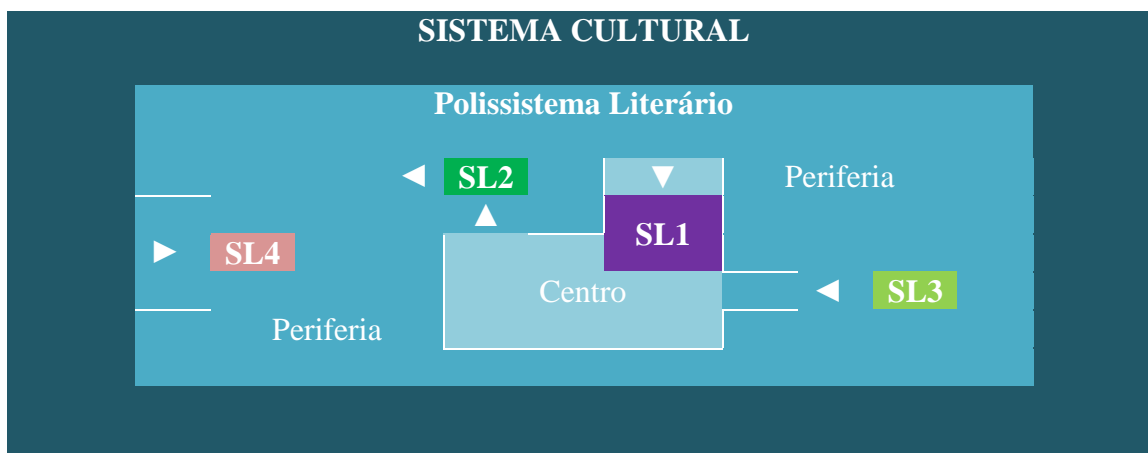 SISTEMA CULTURAL
Polissistema Literário
SL2
Periferia
SL1
SL4
Centro
SL3
Periferia